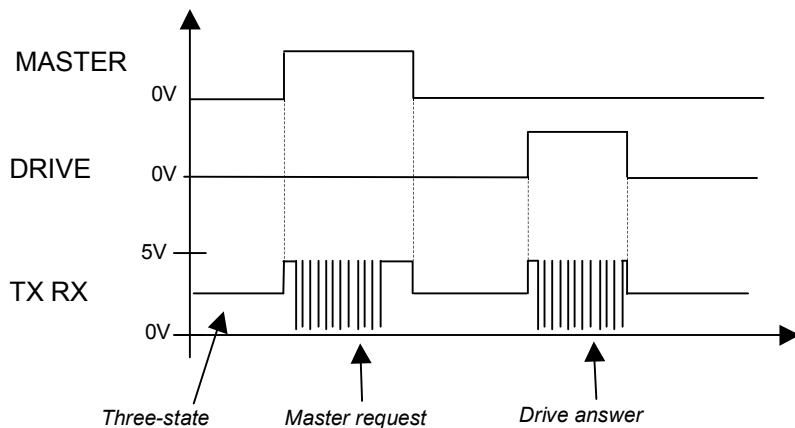 MASTER
0V
DRIVE
0V
5V
TX RX
0V
Three-state
Master request
Drive answer